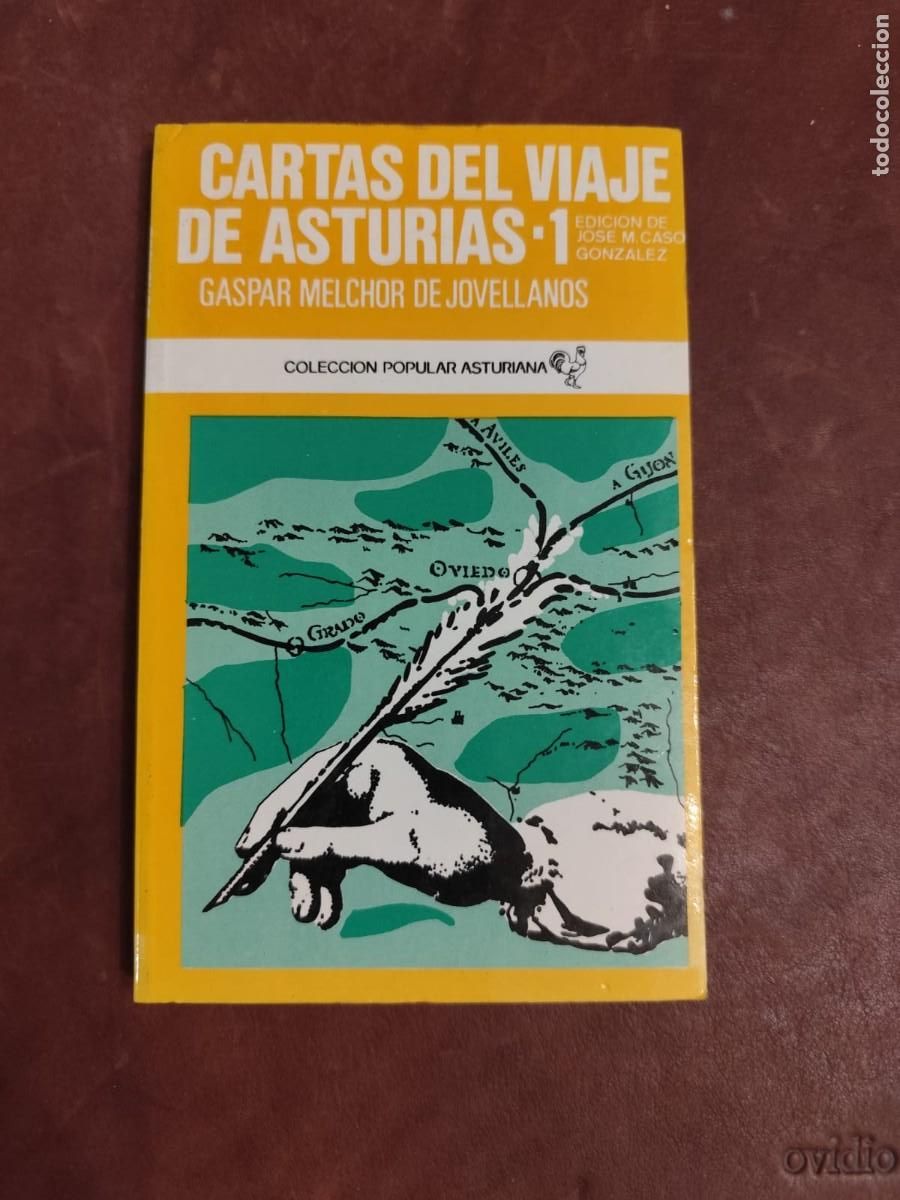 todocoleccion
CARTAS DEL VIAJE
DE ASTURIAS·1
EDICION DE
JOSE M. CASO
GONZALEZ
GASPAR MELCHOR DE JOVELLANOS
COLECCION POPULAR ASTURIANA
A AVILES
A GIJON
OVIEDO
GRADO
ovidio